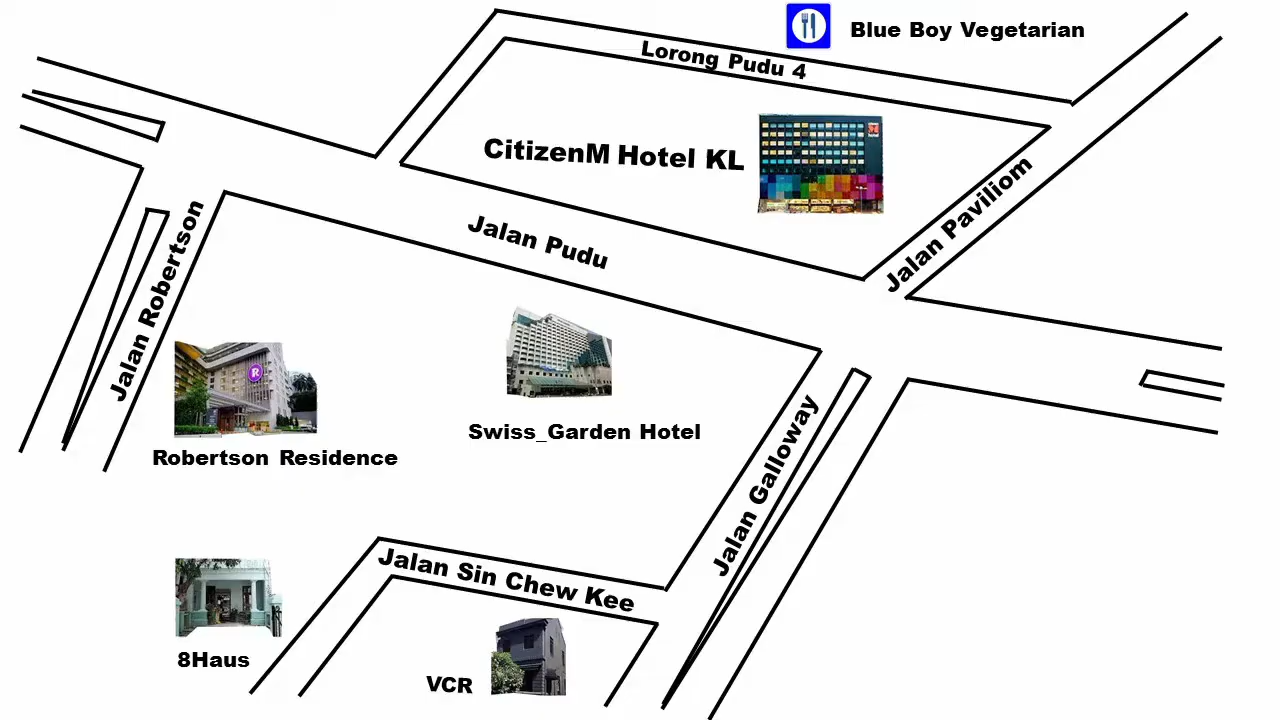 Blue Boy Vegetarian
Lorong Pudu 4
CitizenM Hotel KL
Jalan Paviliom
Jalan Pudu
Jalan Robertson
R
Robertson Residence
Swiss_Garden Hotel
Jalan Galloway
Jalan Sin Chew Kee
8Haus
VCR